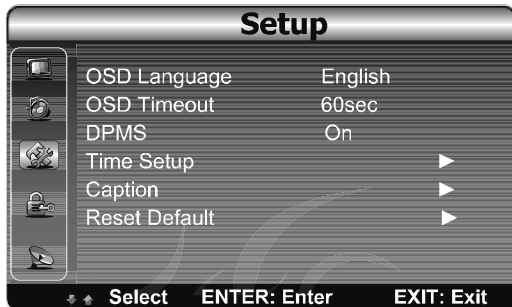 Setup
OSD Language English
OSD Timeout 60sec
DPMS On
Time Setup
Caption
Reset Default
Select ENTER: Enter EXIT: Exit